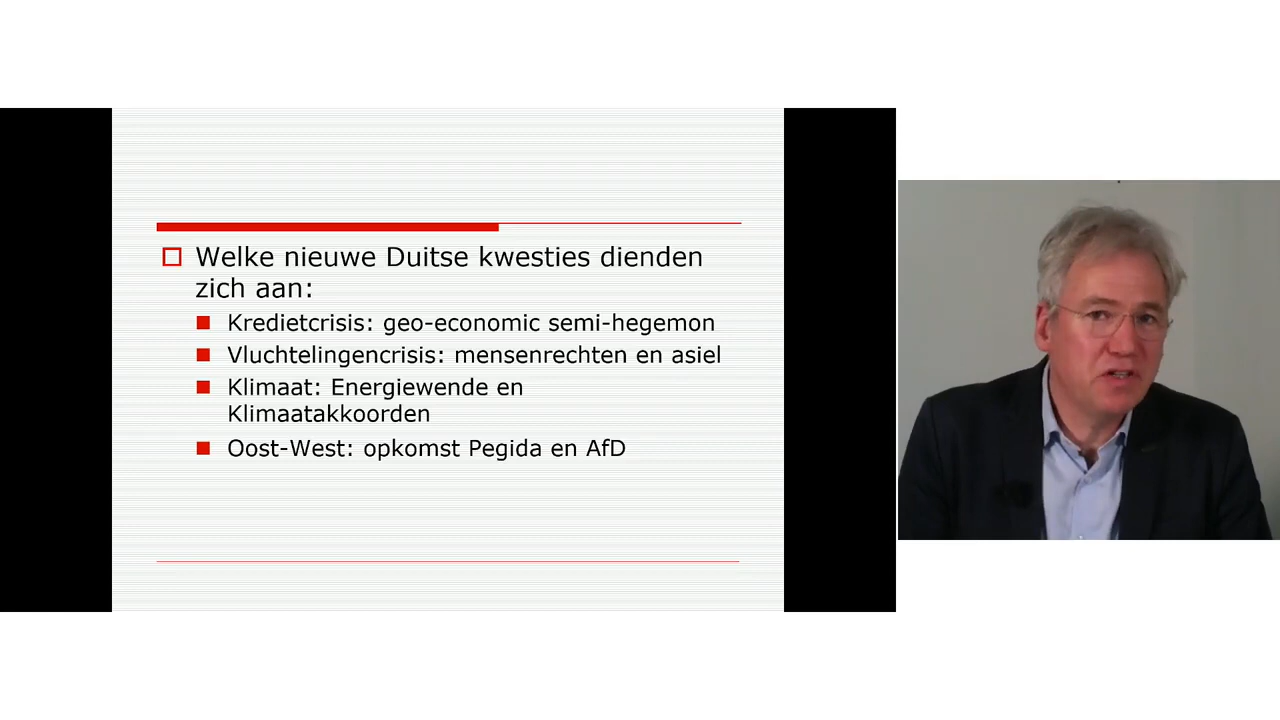 Welke nieuwe Duitse kwesties dienden
zich aan:
Kredietcrisis: geo-economic semi-hegemon
Vluchtelingencrisis: mensenrechten en asiel
Klimaat: Energiewende en
Klimaatakkoorden
Oost-West: opkomst Pegida en AfD